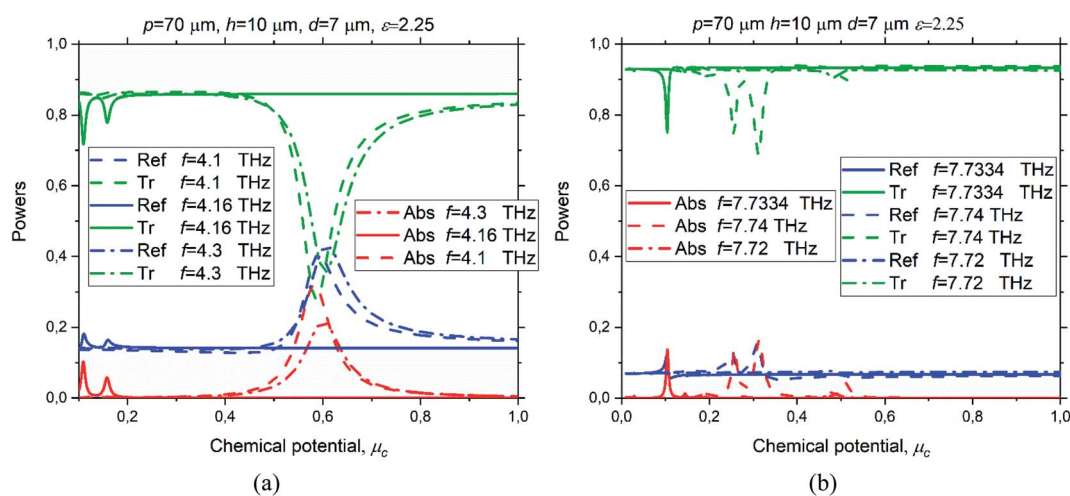 p=70 μm, h=10 μm, d=7 μm, ε=2.25
(a)
1,0
0,8
0,6
0,4
0,2
0,0
Powers
Ref f=4.1 THz
Tr f=4.1 THz
Ref f=4.16 THz
Tr f=4.16 THz
Ref f=4.3 THz
Tr f=4.3 THz
Abs f=4.3 THz
Abs f=4.16 THz
Abs f=4.1 THz
0,2 0,4 0,6 0,8 1,0
Chemical potential, μc
(a)
p=70 μm h=10 μm d=7 μm ε=2.25
(b)
1,0
0,8
0,6
0,4
0,2
0,0
Powers
Abs f=7.7334 THz
Abs f=7.74 THz
Abs f=7.72 THz
Ref f=7.7334 THz
Tr f=7.7334 THz
Ref f=7.74 THz
Tr f=7.74 THz
Ref f=7.72 THz
Tr f=7.72 THz
0,0 0,2 0,4 0,6 0,8 1,0
Chemical potential, μc
(b)